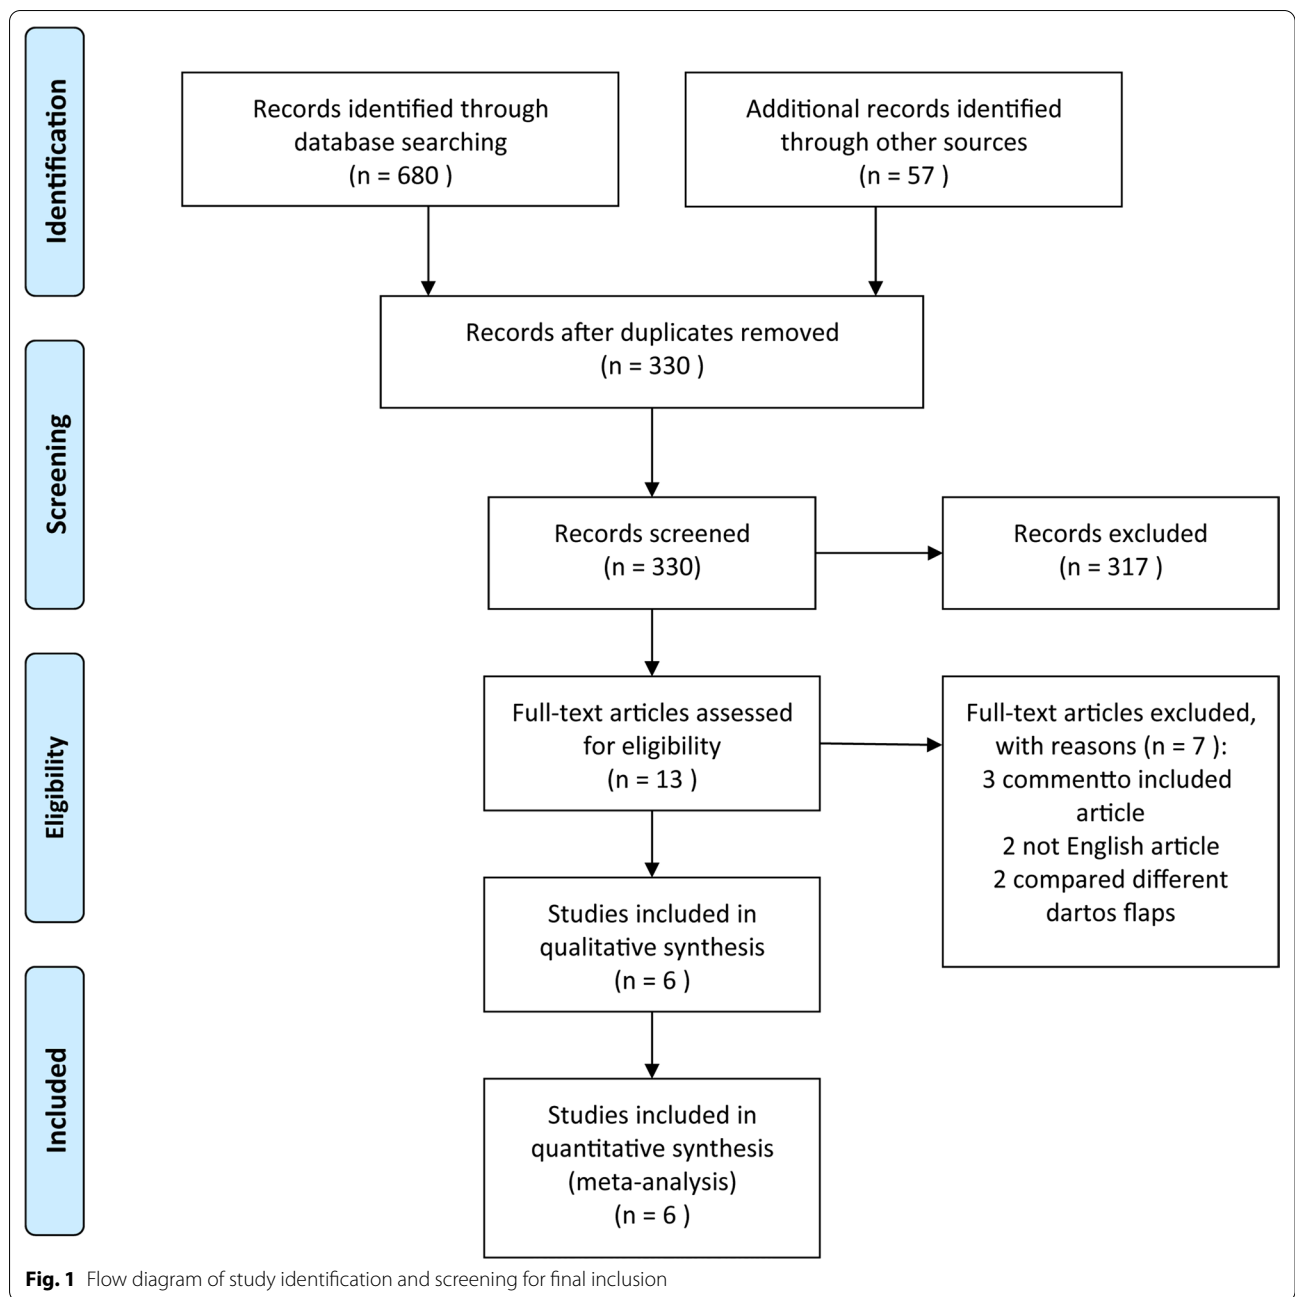 Identification
Records identified through
database searching
(n = 680 )
Additional records identified
through other sources
(n = 57 )
Records after duplicates removed
(n = 330 )
Screening
Records screened
(n = 330)
Records excluded
(n = 317 )
Eligibility
Full-text articles assessed
for eligibility
(n = 13 )
Full-text articles excluded,
with reasons (n = 7 ):
3 commentto included
article
2 not English article
2 compared different
dartos flaps
Studies included in
qualitative synthesis
(n = 6 )
Included
Studies included in
quantitative synthesis
(meta-analysis)
(n = 6 )
Fig. 1 Flow diagram of study identification and screening for final inclusion